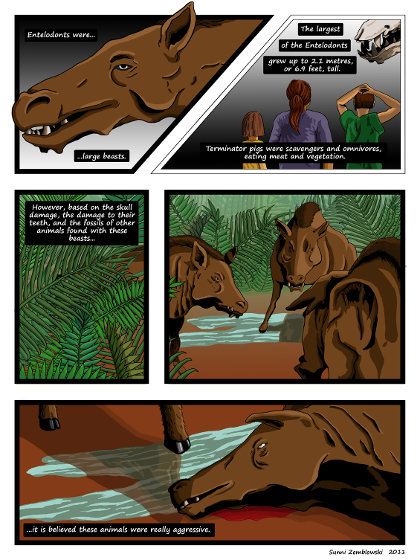 Entelodonts were...
...large beasts.
The largest
of the Entelodonts
grow up to 2.1 metres,
or 6.9 feet, tall.
Terminator pigs were scavengers and omnivores,
eating meat and vegetation.
However, based on the skull
damage, the damage to their
teeth, and the fossils of other
animals found with these
beasts...
...it is believed these animals were really aggressive.
Sunni Zemblowski 2022